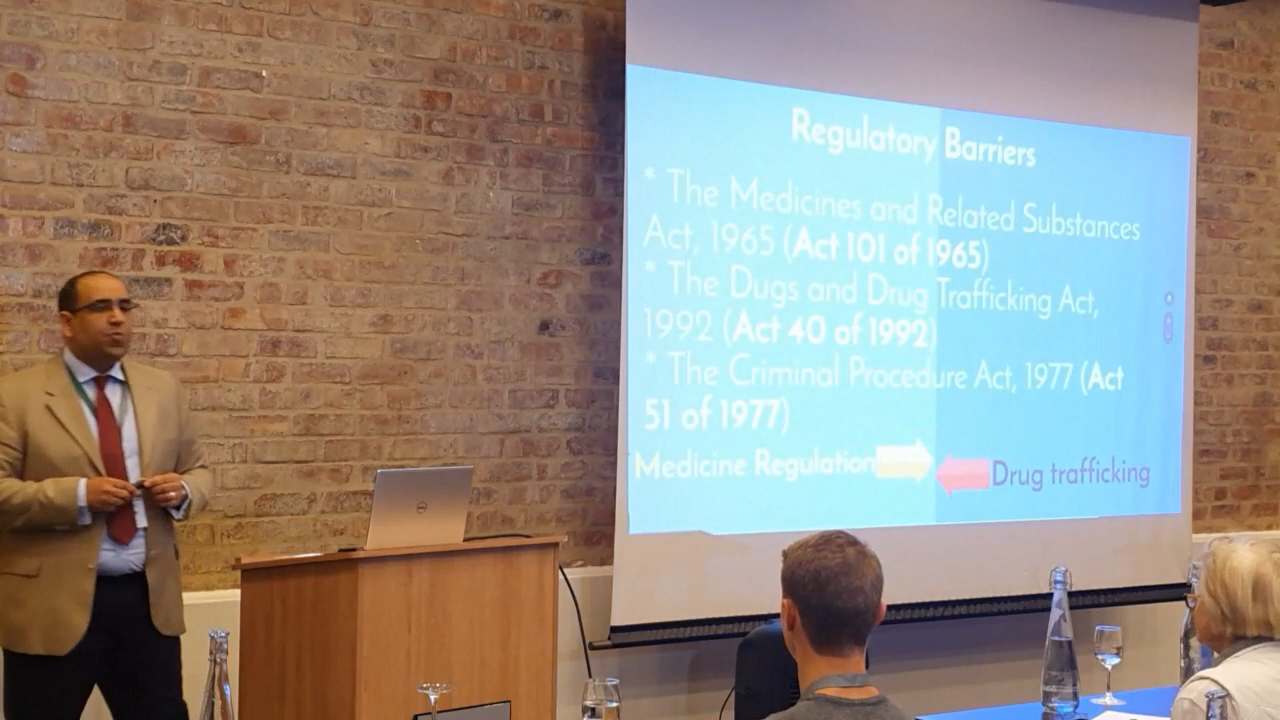 Regulatory Barriers
* The Medicines and Related Substances
Act, 1965 (Act 101 of 1965)
* The Dugs and Drug Trafficking Act,
1992 (Act 40 of 1992)
* The Criminal Procedure Act, 1977 (Act
51 of 1977)
Medicine Regulation Drug trafficking
DELL